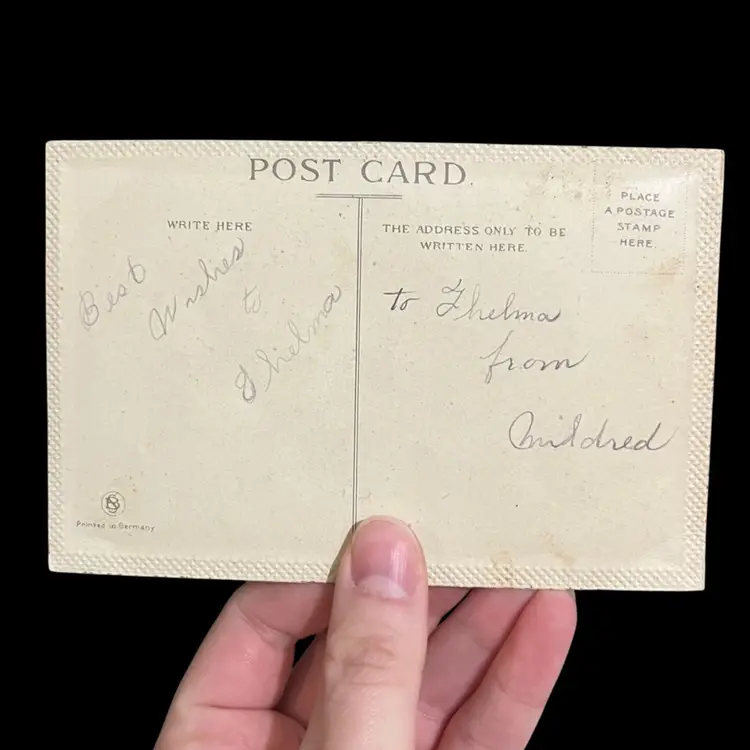 POST CARD.
WRITE HERE
Best
Wishes
to
Thelma
THE ADDRESS ONLY TO BE
WRITTEN HERE.
to Thelma
from
Mildred
PLACE
A POSTAGE
STAMP
HERE.
Printed in Germany